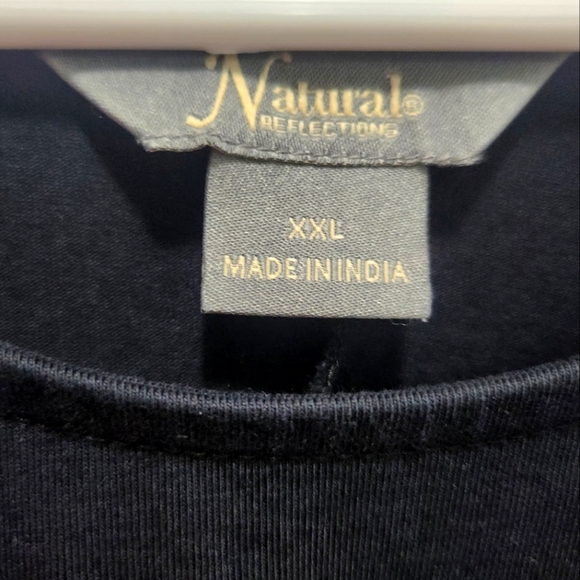 Natural®
REFLECTIONS
XXL
MADE IN INDIA